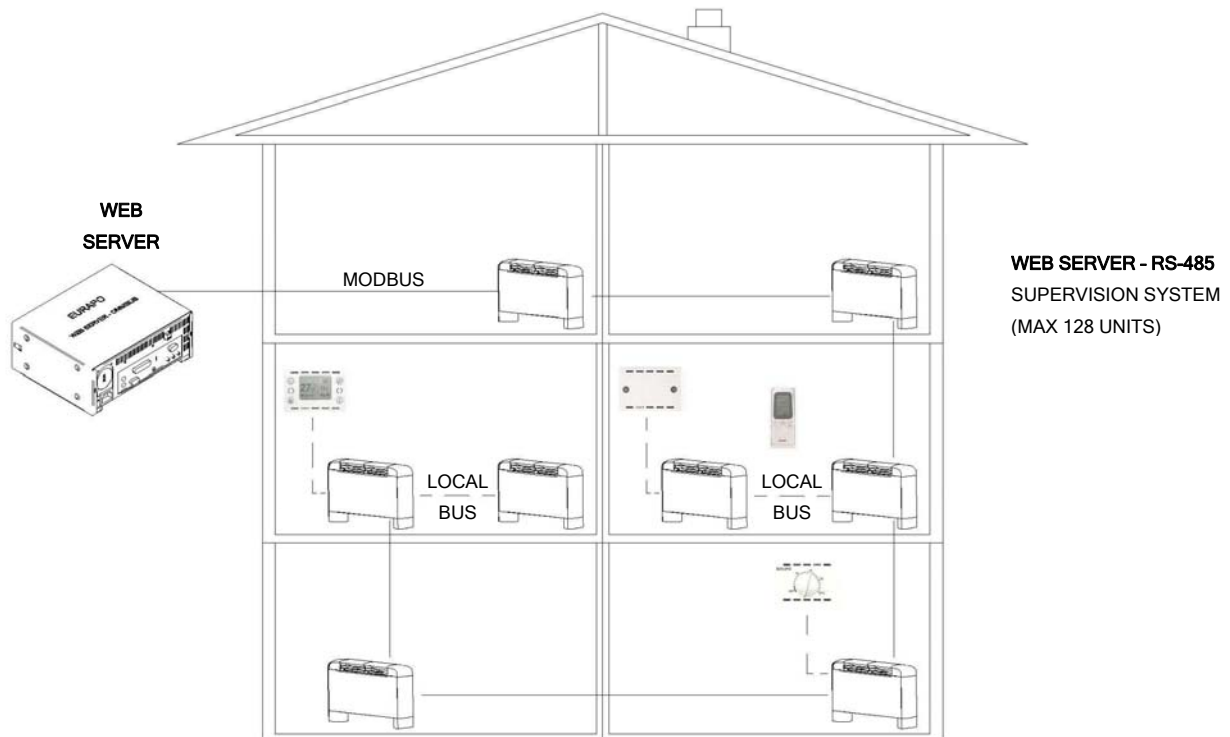 WEB
SERVER
EURAPO
MODBUS
WEB SERVER - RS-485
SUPERVISION SYSTEM
(MAX 128 UNITS)
LOCAL
BUS
LOCAL
BUS